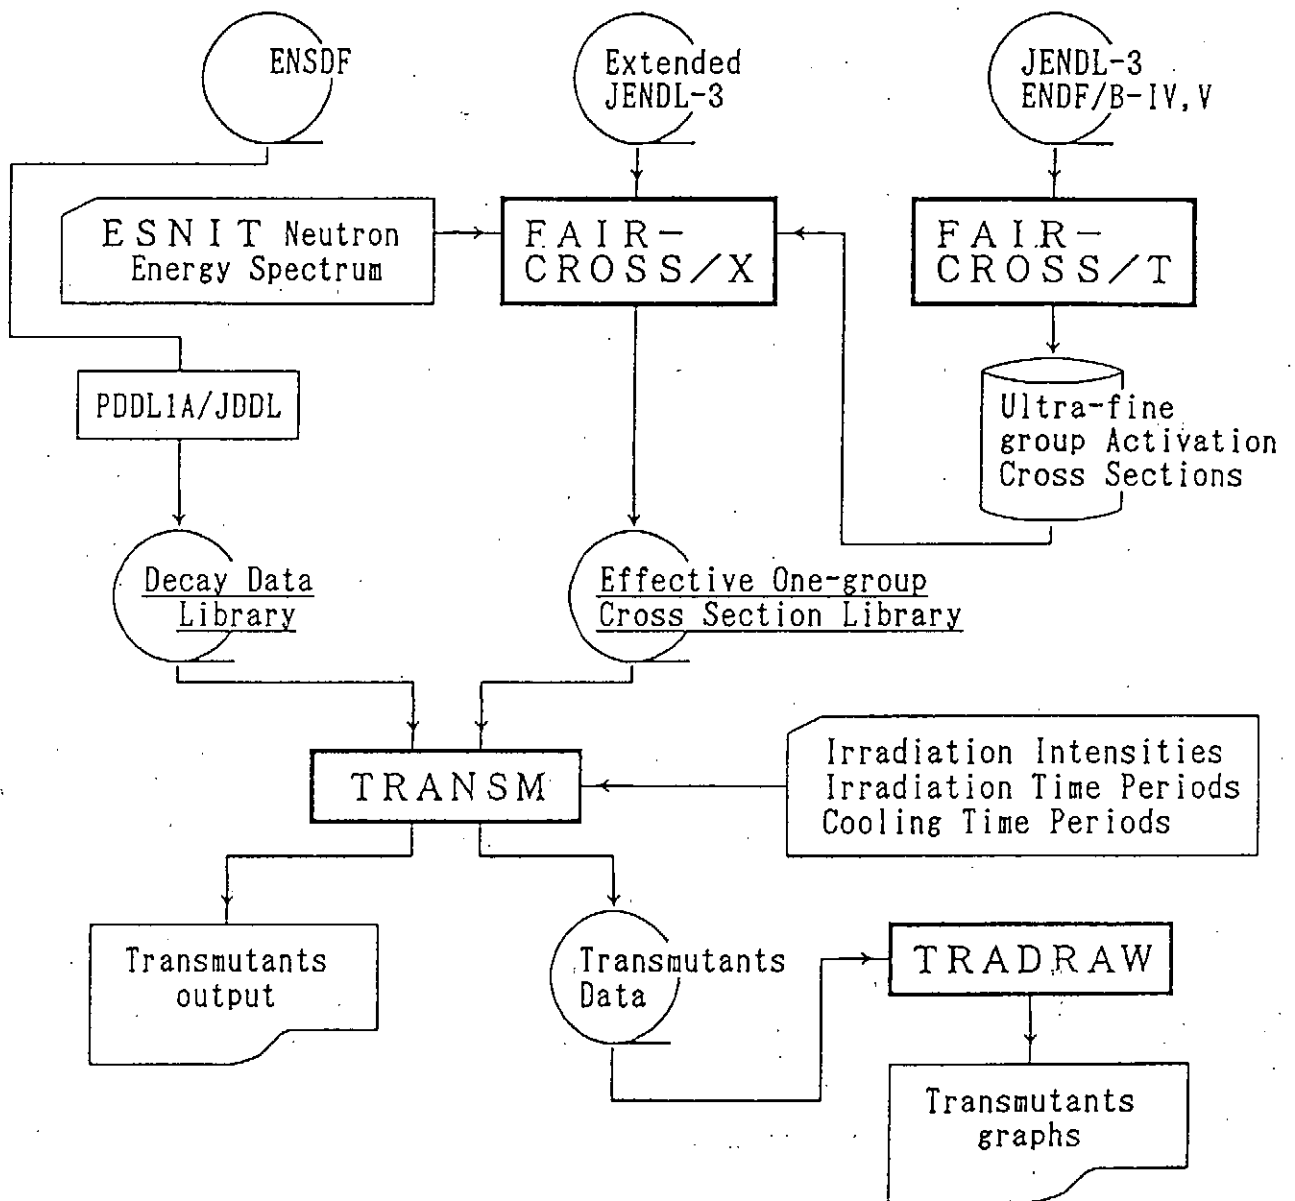 ENSDF
Extended
JENDL-3
JENDL-3
ENDF/B-IV,V
ESNIT Neutron
Energy Spectrum
FAIR-
CROSS/X
FAIR-
CROSS/T
PDDL1A/JDDL
Ultra-fine
group Activation
Cross Sections
Decay Data
Library
Effective One-group
Cross Section Library
TRANSM
Irradiation Intensities
Irradiation Time Periods
Cooling Time Periods
Transmutants
output
Transmutants
Data
TRADRAW
Transmutants
graphs